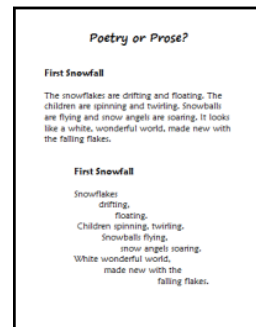 Poetry or Prose?
First Snowfall
The snowflakes are drifting and floating. The
children are spinning and twirling. Snowballs
are flying and snow angels are soaring. It looks
like a white, wonderful world, made new with
the falling flakes.
First Snowfall
Snowflakes
drifting,
floating.
Children spinning, twirling.
Snowballs flying,
snow angels soaring.
White wonderful world,
made new with the
falling flakes.